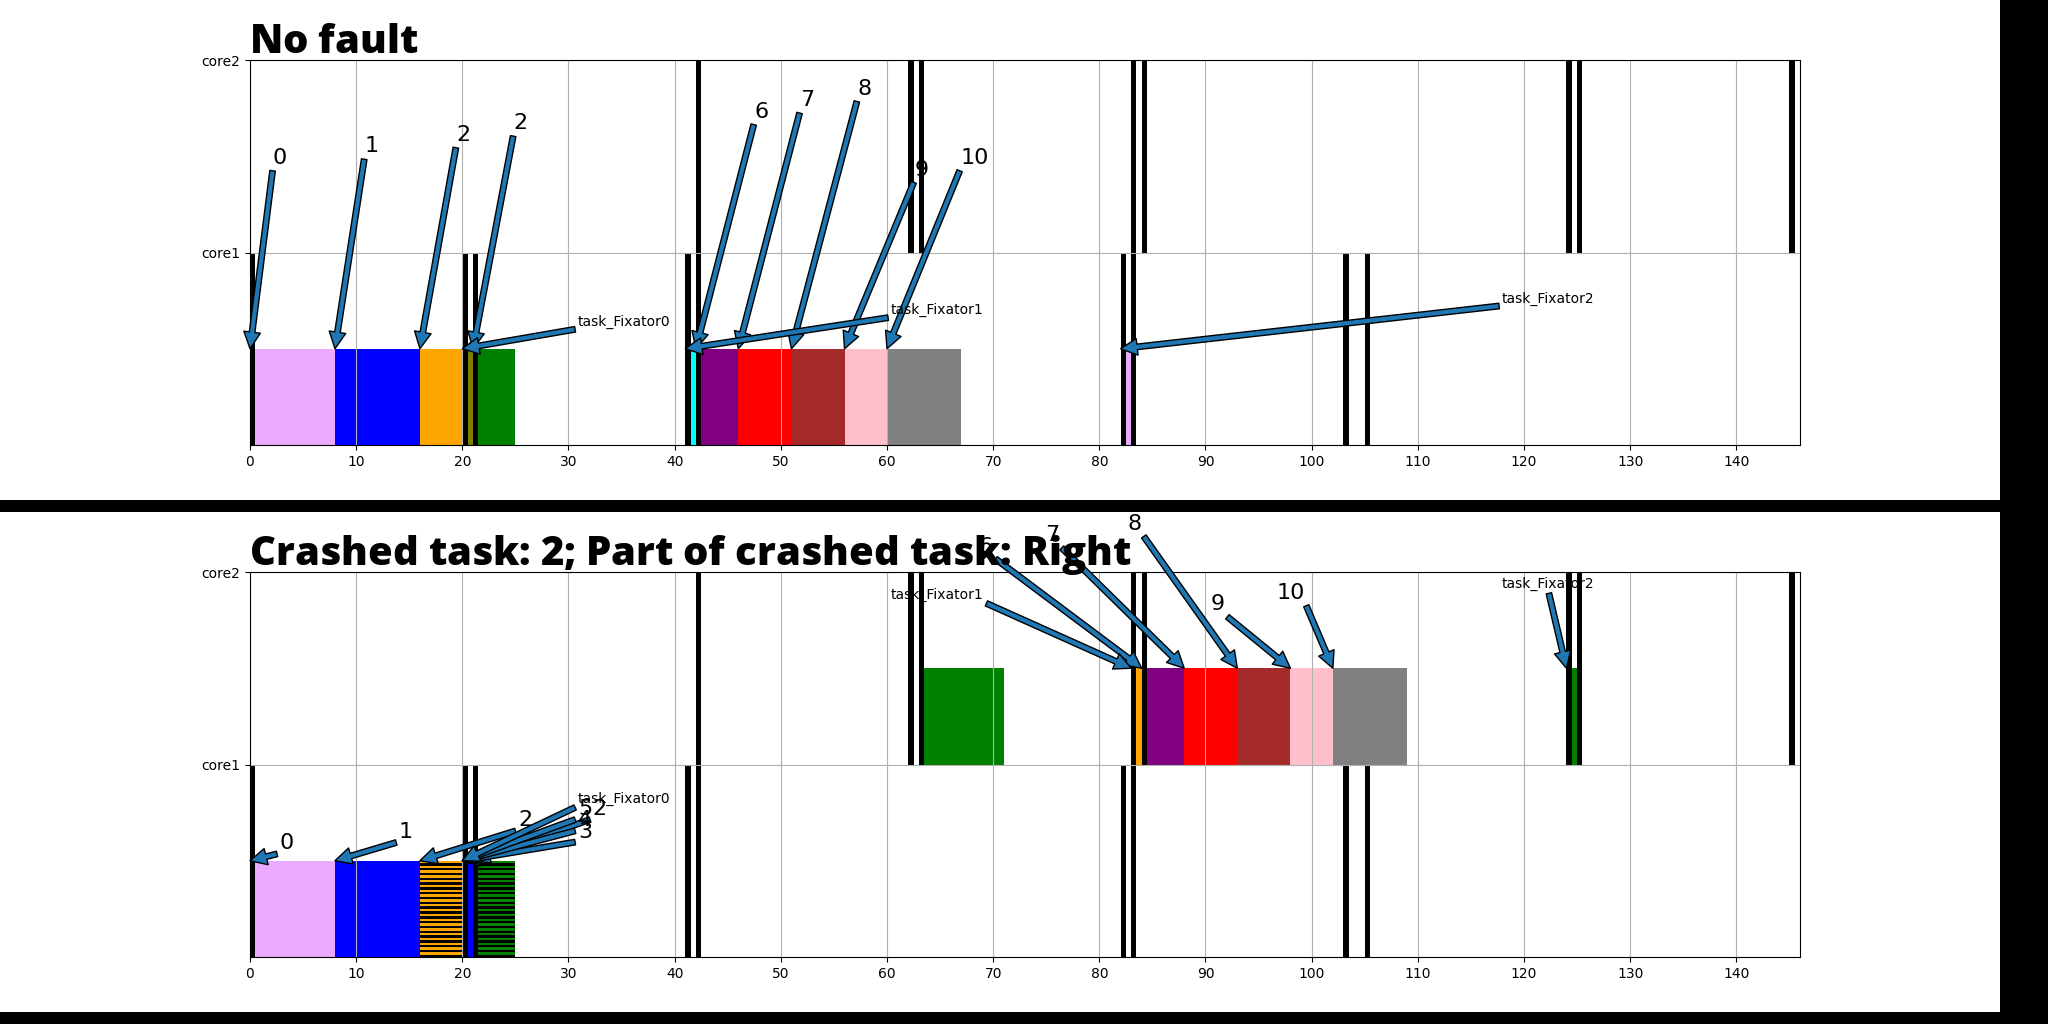 No fault
core2
8
7
6
2
2
1
0
9
10
core1
task_Fixator2
task_Fixator1
task_Fixator0
0 10 20 30 40 50 60 70 80 90 100 110 120 130 140
8
7
6
Crashed task: 2; Part of crashed task: Right
core2
task_Fixator2
task_Fixator1
10
9
core1
task_Fixator0
52
4
2
1
3
0
0 10 20 30 40 50 60 70 80 90 100 110 120 130 140